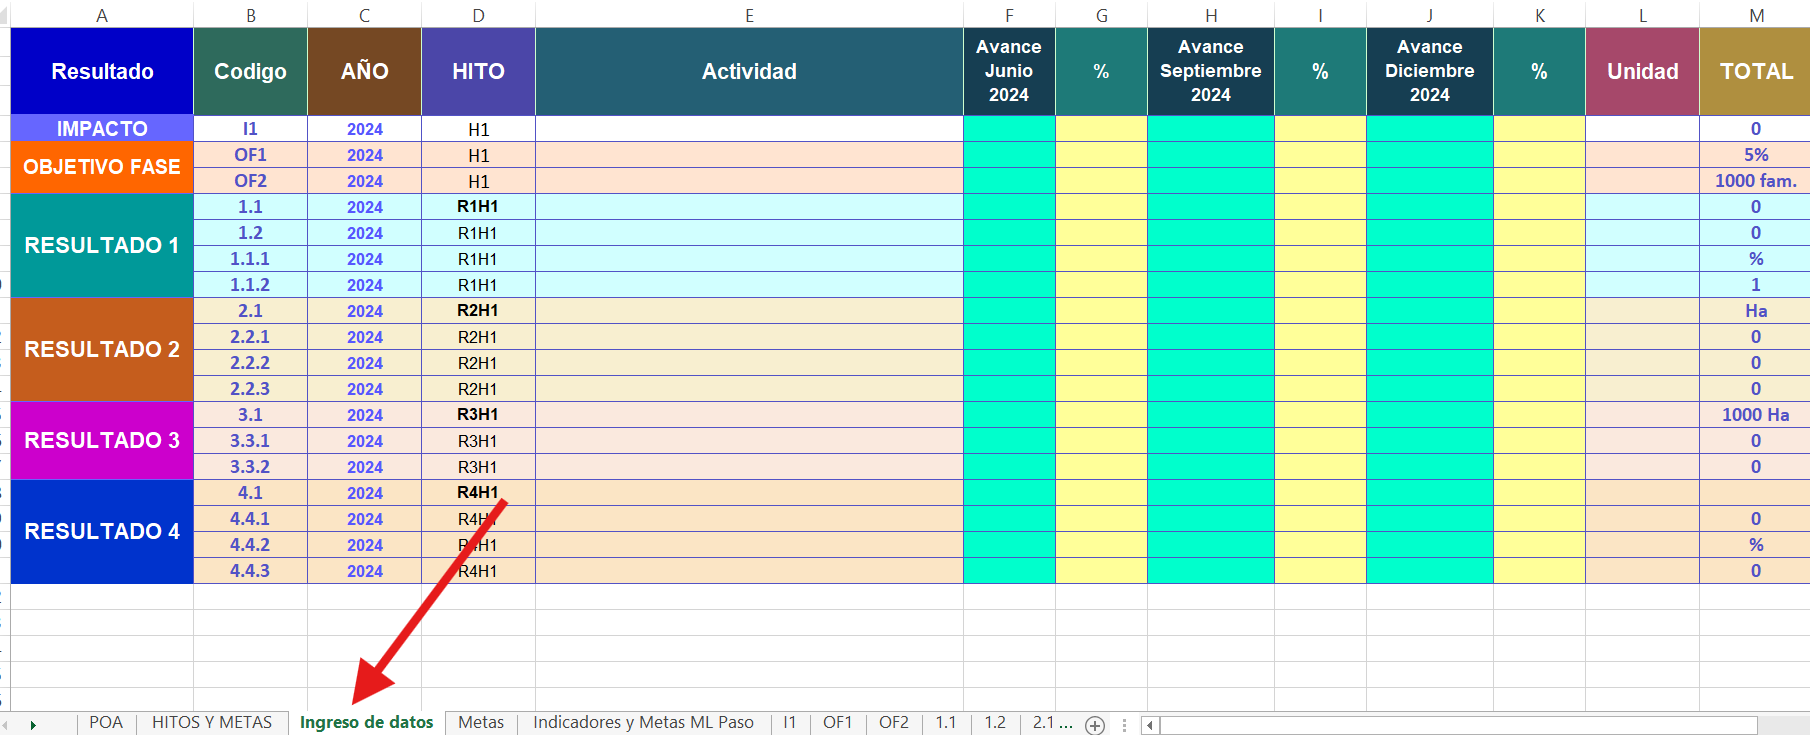 A B C D E F G H I J K L M
Resultado Codigo AÑO HITO Actividad Avance Junio 2024 % Avance Septiembre 2024 % Avance Diciembre 2024 % Unidad TOTAL
IMPACTO I1 2024 H1 0
OBJETIVO FASE OF1 2024 H1 5%
OF2 2024 H1 1000 fam.
RESULTADO 1 1.1 2024 R1H1 0
1.2 2024 R1H1 0
1.1.1 2024 R1H1 %
1.1.2 2024 R1H1 1
RESULTADO 2 2.1 2024 R2H1 Ha
2.2.1 2024 R2H1 0
2.2.2 2024 R2H1 0
2.2.3 2024 R2H1 0
RESULTADO 3 3.1 2024 R3H1 1000 Ha
3.3.1 2024 R3H1 0
3.3.2 2024 R3H1 0
RESULTADO 4 4.1 2024 R4H1
4.4.1 2024 R4H1 0
4.4.2 2024 R4H1 %
4.4.3 2024 R4H1 0
POA HITOS Y METAS Ingreso de datos Metas Indicadores y Metas ML Paso I1 OF1 OF2 1.1 1.2 2.1 ...